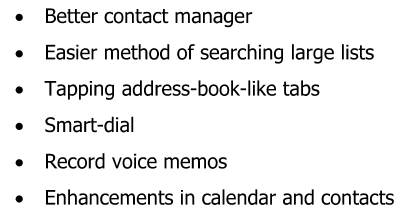 • Better contact manager
• Easier method of searching large lists
• Tapping address-book-like tabs
• Smart-dial
• Record voice memos
• Enhancements in calendar and contacts